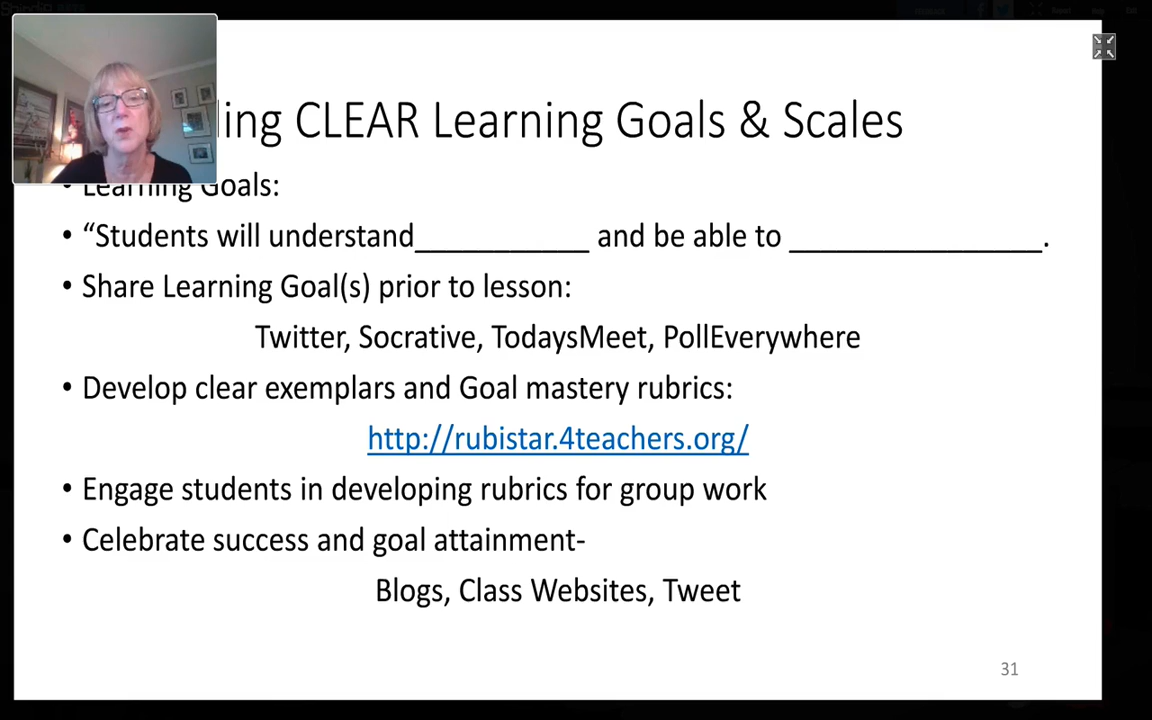 ing CLEAR Learning Goals & Scales
• Learning Goals:
• “Students will understand___________ and be able to ________________.
• Share Learning Goal(s) prior to lesson:
Twitter, Socrative, TodaysMeet, PollEverywhere
• Develop clear exemplars and Goal mastery rubrics:
http://rubistar.4teachers.org/
• Engage students in developing rubrics for group work
• Celebrate success and goal attainment-
Blogs, Class Websites, Tweet
31